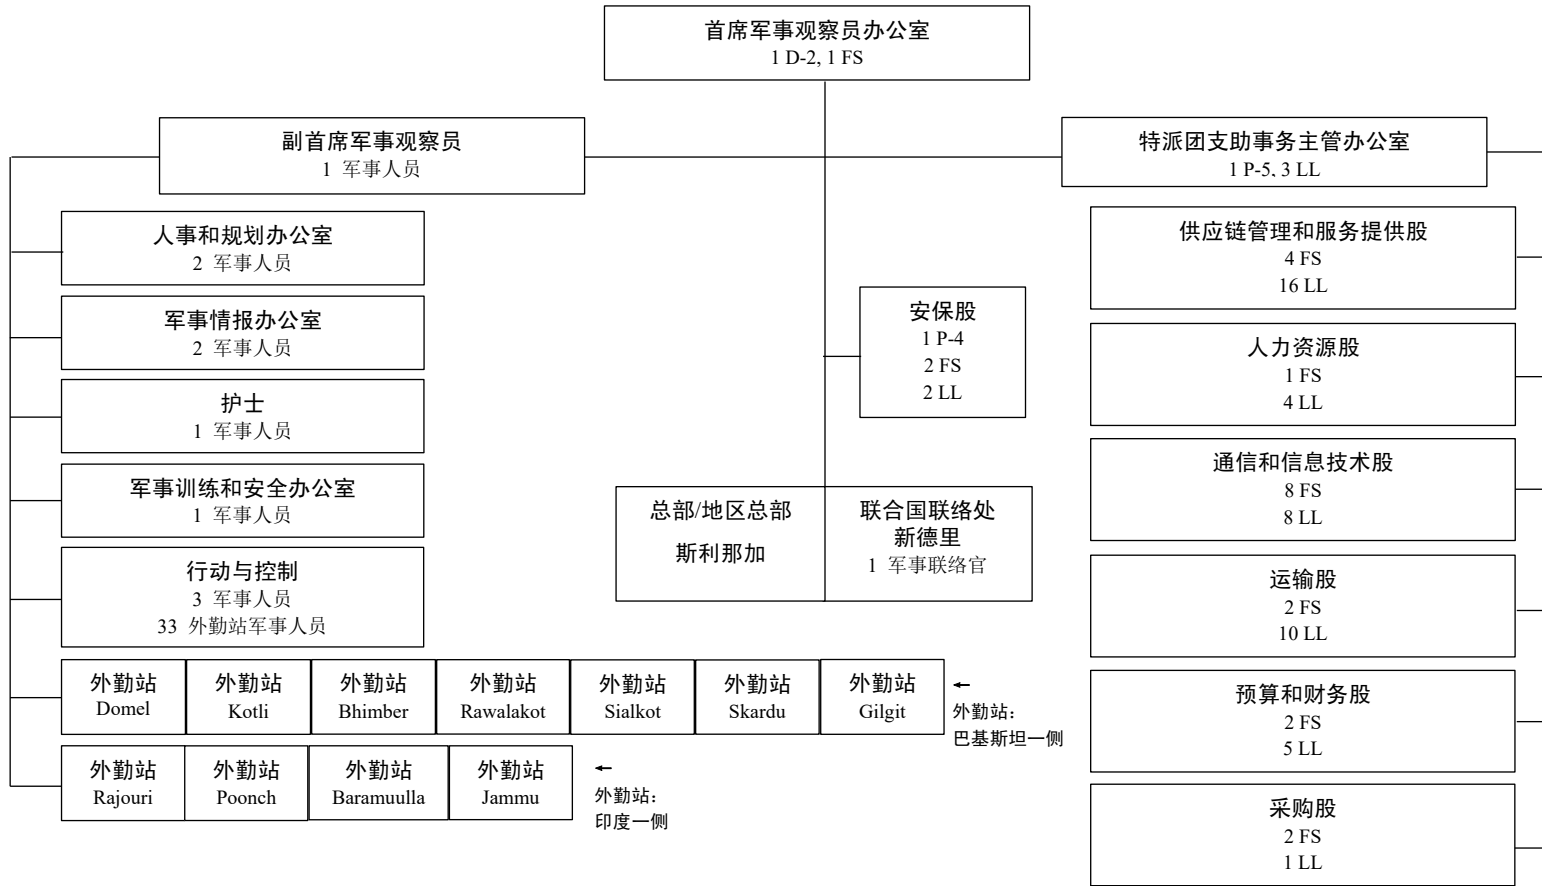 首席军事观察员办公室
1 D-2, 1 FS
副首席军事观察员
1 军事人员
特派团支助事务主管办公室
1 P-5, 3 LL
人事和规划办公室
2 军事人员
军事情报办公室
2 军事人员
护士
1 军事人员
军事训练和安全办公室
1 军事人员
行动与控制
3 军事人员
33 外勤站军事人员
外勤站
Domel
外勤站
Kotli
外勤站
Bhimber
外勤站
Rawalakot
外勤站
Sialkot
外勤站
Skardu
外勤站
Gilgit
←
外勤站：
巴基斯坦一侧
外勤站
Rajouri
外勤站
Poonch
外勤站
Baramuulla
外勤站
Jammu
←
外勤站：
印度一侧
安保股
1 P-4
2 FS
2 LL
总部/地区总部
斯利那加
联合国联络处
新德里
1 军事联络官
供应链管理和服务提供股
4 FS
16 LL
人力资源股
1 FS
4 LL
通信和信息技术股
8 FS
8 LL
运输股
2 FS
10 LL
预算和财务股
2 FS
5 LL
采购股
2 FS
1 LL